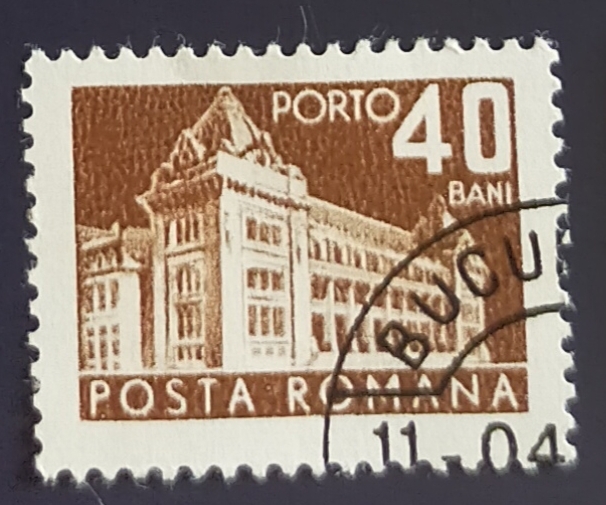 PORTO 40
BANI
BUCU
POSTA ROMANA
11-04